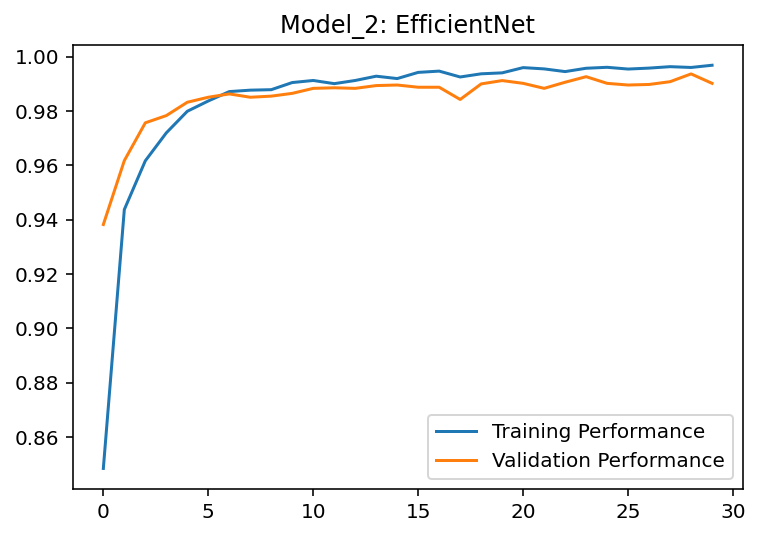 Model_2: EfficientNet
1.00
0.98
0.96
0.94
0.92
0.90
0.88
0.86
0 5 10 15 20 25 30
Training Performance
Validation Performance